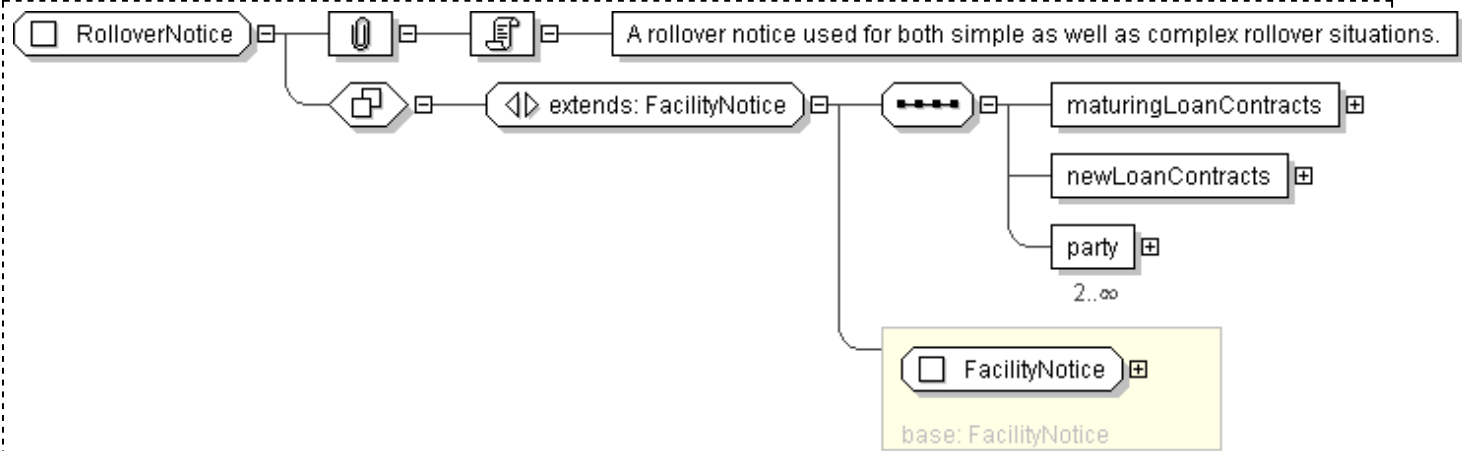 RolloverNotice
A rollover notice used for both simple as well as complex rollover situations.
extends: FacilityNotice
maturingLoanContracts
newLoanContracts
party
2..∞
FacilityNotice
base: FacilityNotice